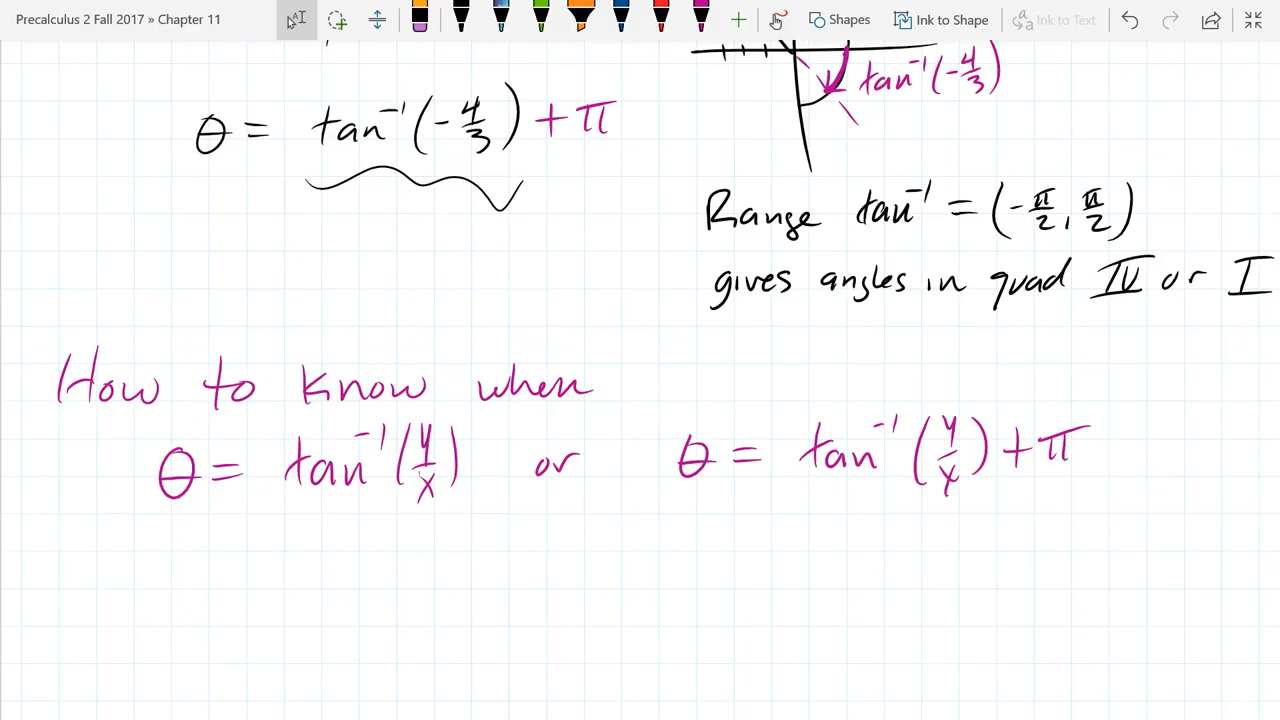 Precalculus 2 Fall 2017 » Chapter 11
Shapes
Ink to Shape
Ink to Text
tan⁻¹(-4/3)
θ = tan⁻¹(-4/3) + π
Range tan⁻¹ = (-π/2, π/2)
gives angles in quad IV or I
How to know when
θ = tan⁻¹(y/x) or θ = tan⁻¹(y/x) + π